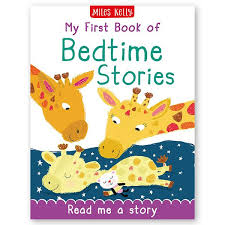 Miles Kelly
My First Book of
Bedtime
Stories
Read me a story